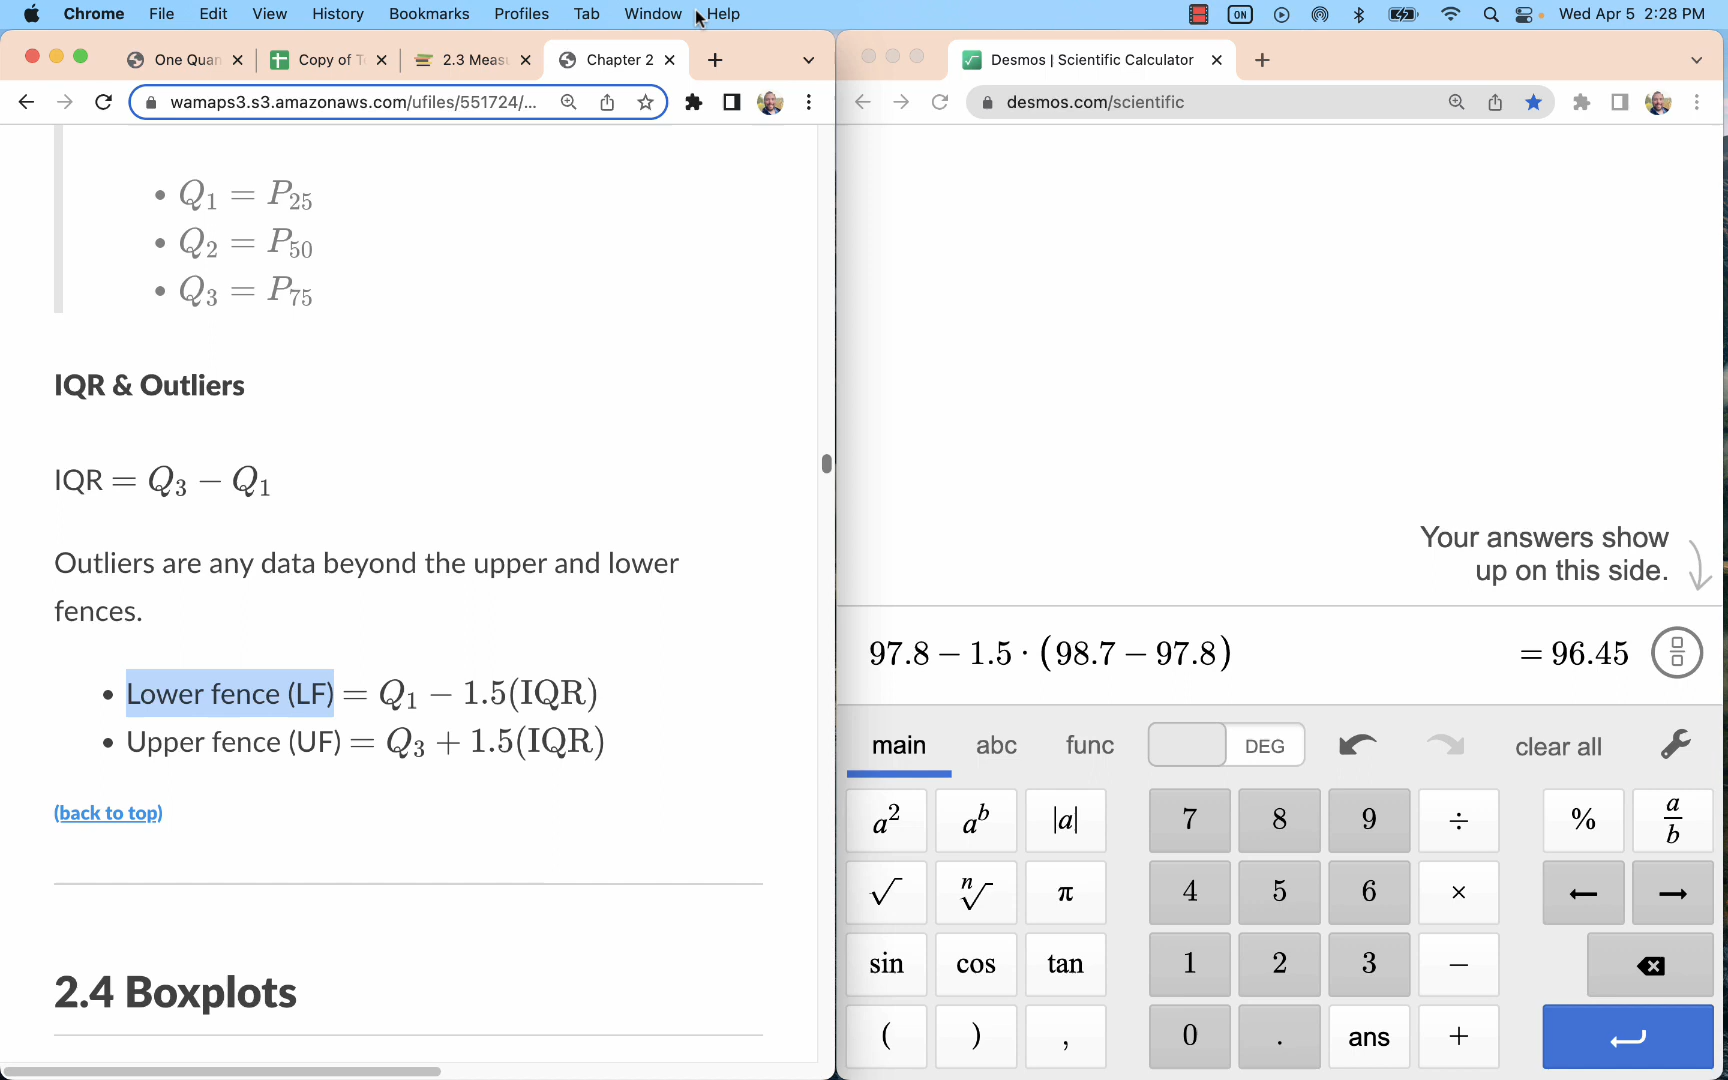 Chrome File Edit View History Bookmarks Profiles Tab Window Help
ON Wed Apr 5 2:28 PM
One Quan
Copy of T
2.3 Meas
Chapter 2
wamaps3.s3.amazonaws.com/ufiles/551724/...
Q1 = P25
Q2 = P50
Q3 = P75
IQR & Outliers
IQR = Q3 − Q1
Outliers are any data beyond the upper and lower
fences.
Lower fence (LF) = Q1 − 1.5(IQR)
Upper fence (UF) = Q3 + 1.5(IQR)
(back to top)
2.4 Boxplots
Desmos | Scientific Calculator
desmos.com/scientific
Your answers show
up on this side.
97.8 − 1.5 · (98.7 − 97.8) = 96.45
main abc func DEG clear all
a² aᵇ |a| 7 8 9 ÷ % a/b
√ ⁿ√ π 4 5 6 × ← →
sin cos tan 1 2 3 −
( ) , 0 . ans +